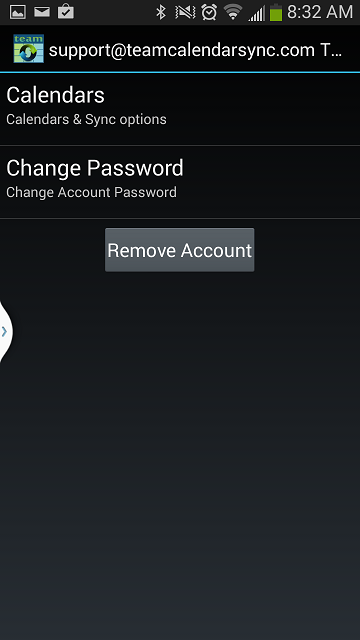 8:32 AM
team
support@teamcalendarsync.com T...
Calendars
Calendars & Sync options
Change Password
Change Account Password
Remove Account